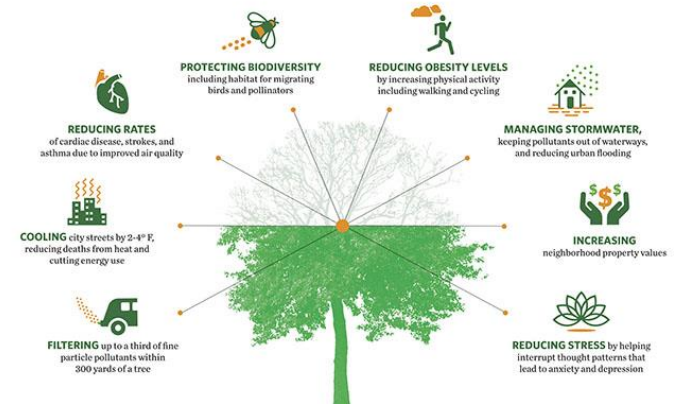 PROTECTING BIODIVERSITY
including habitat for migrating
birds and pollinators
REDUCING OBESITY LEVELS
by increasing physical activity
including walking and cycling
REDUCING RATES
of cardiac disease, strokes, and
asthma due to improved air quality
MANAGING STORMWATER,
keeping pollutants out of waterways,
and reducing urban flooding
COOLING city streets by 2-4° F,
reducing deaths from heat and
cutting energy use
$ $ $
INCREASING
neighborhood property values
FILTERING up to a third of fine
particle pollutants within
300 yards of a tree
REDUCING STRESS by helping
interrupt thought patterns that
lead to anxiety and depression